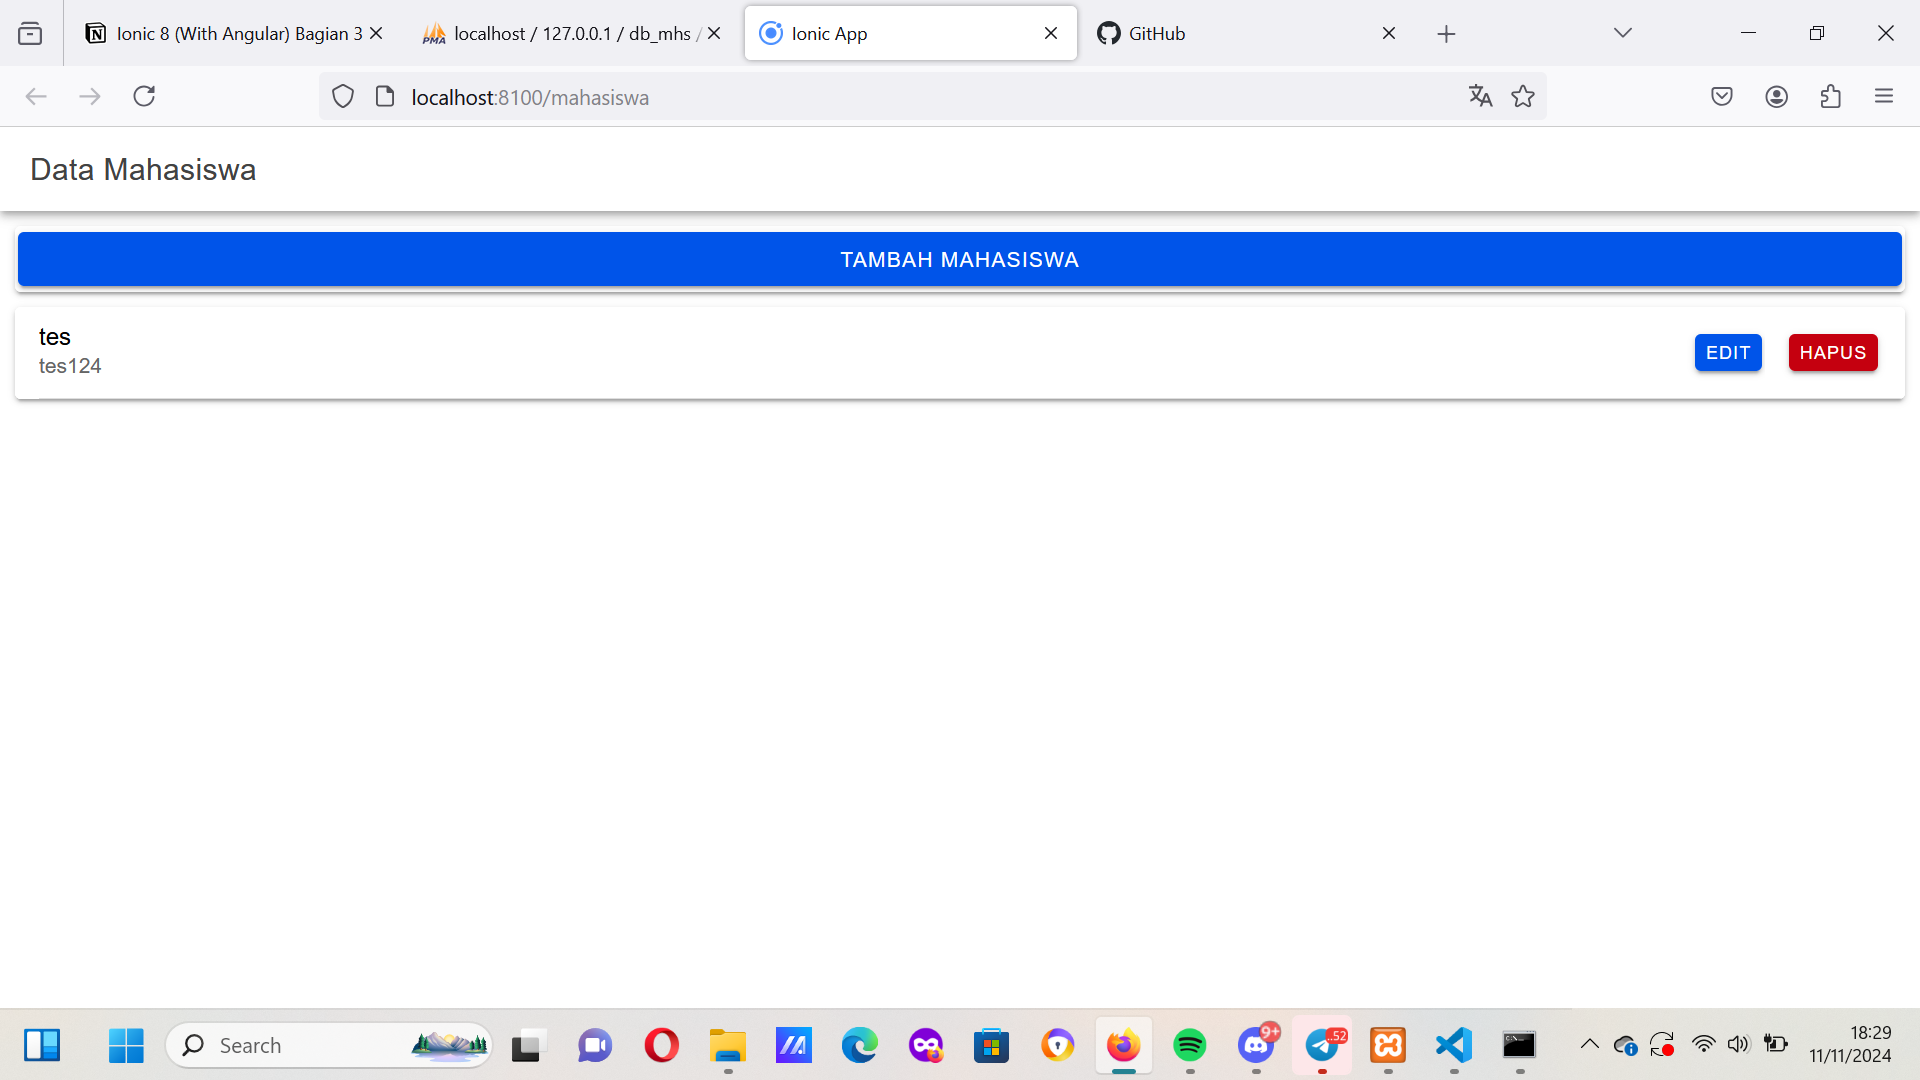 Ionic 8 (With Angular) Bagian 3
PMA
localhost / 127.0.0.1 / db_mhs /
Ionic App
GitHub
localhost:8100/mahasiswa
Data Mahasiswa
TAMBAH MAHASISWA
tes
tes124
EDIT
HAPUS
Search
9+
..52
18:29
11/11/2024